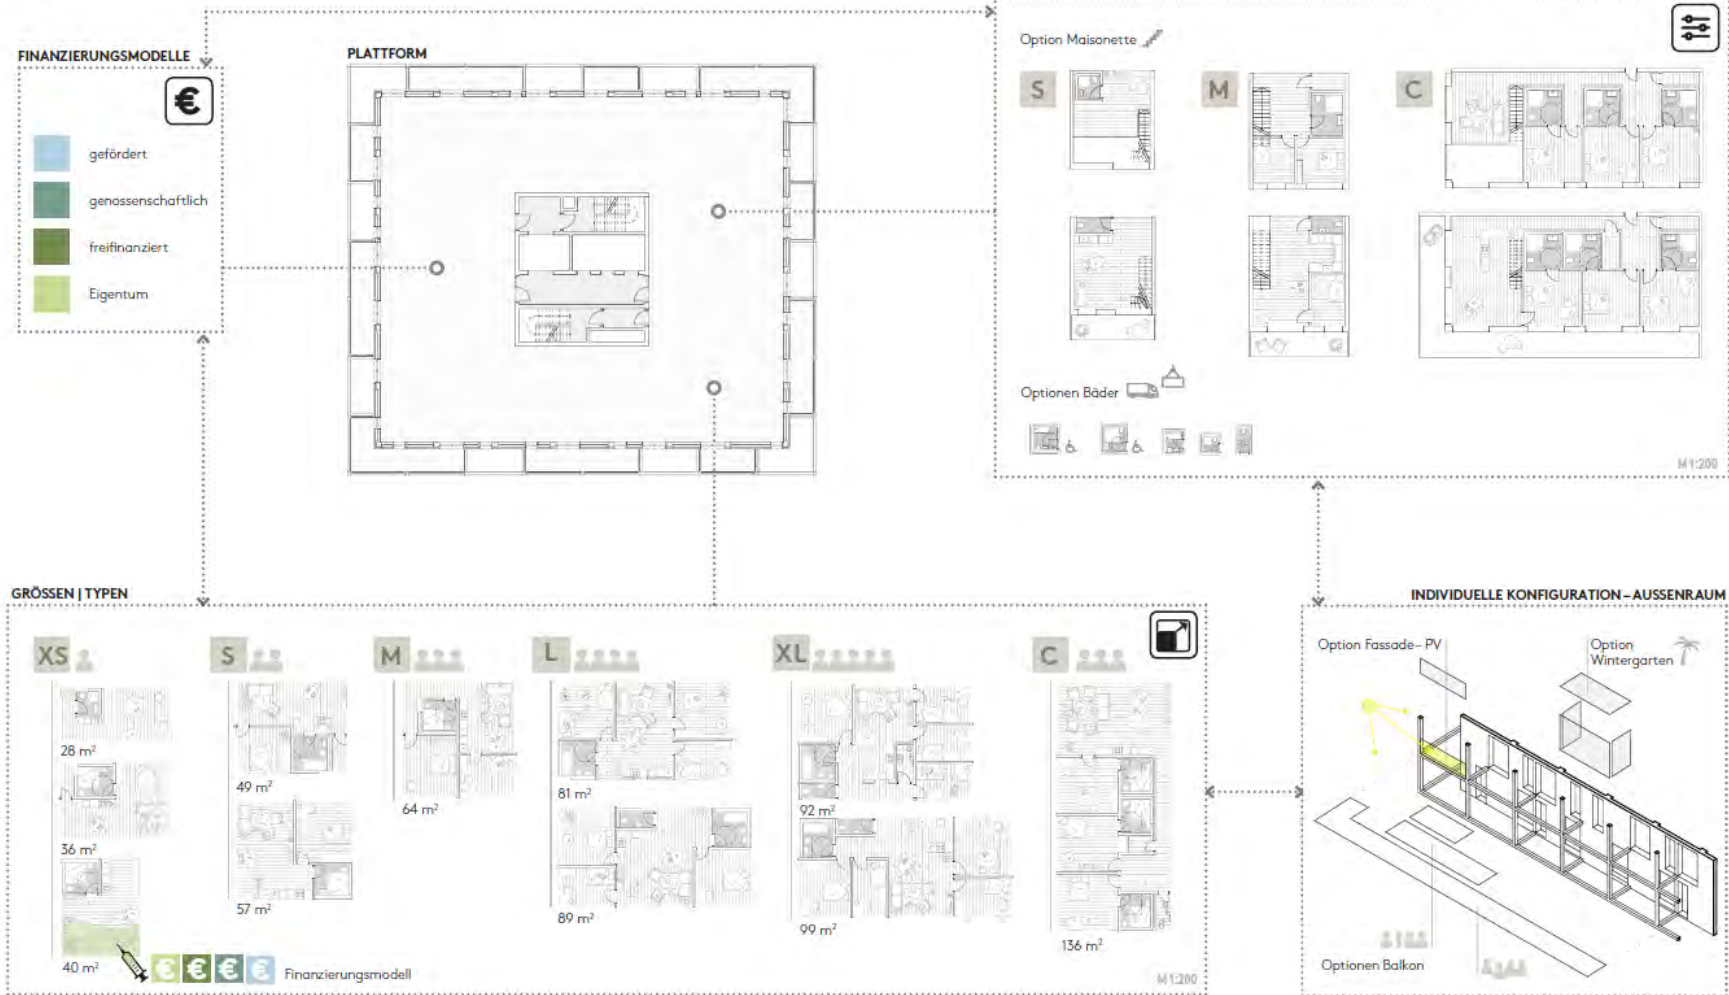 FINANZIERUNGSMODELLE
€
gefördert
genossenschaftlich
freifinanziert
Eigentum
PLATTFORM
Option Maisonette
S
M
C
Optionen Bäder
M 1:200
GRÖSSEN | TYPEN
XS
S
M
L
XL
C
28 m²
36 m²
40 m²
49 m²
57 m²
64 m²
81 m²
89 m²
92 m²
99 m²
136 m²
€ € € € Finanzierungsmodell
M 1:200
INDIVIDUELLE KONFIGURATION – AUSSENRAUM
Option Fassade– PV
Option
Wintergarten
Optionen Balkon